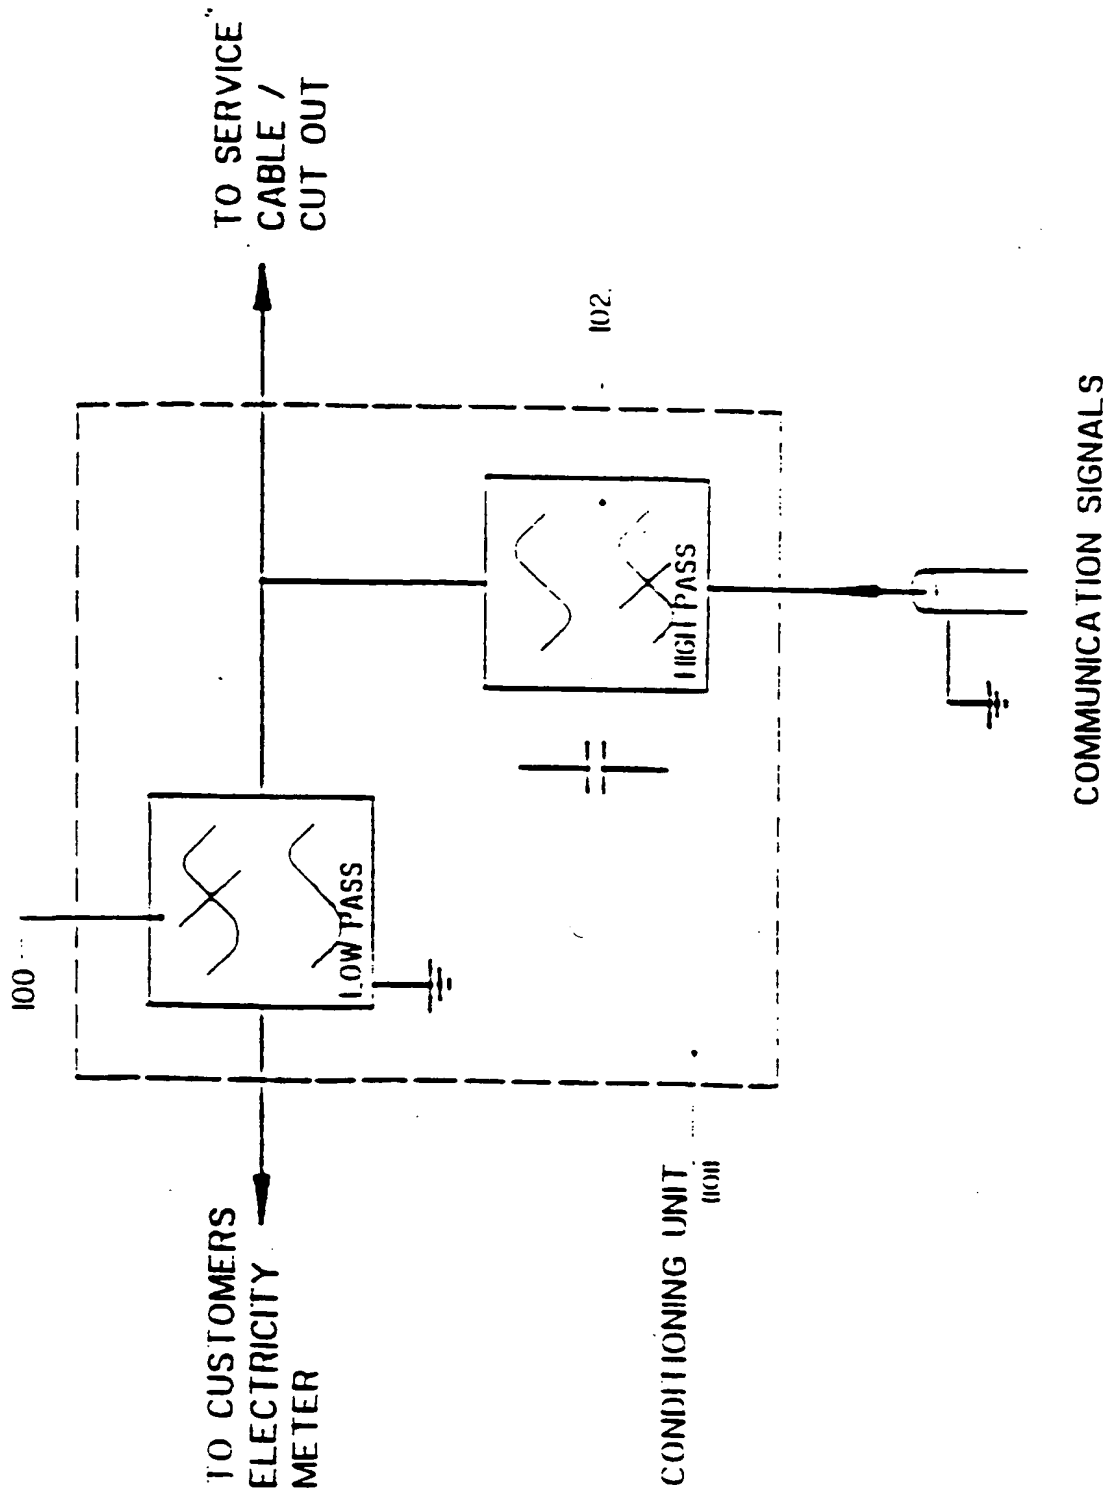 TO CUSTOMERS
ELECTRICITY
METER
100
LOW PASS
TO SERVICE
CABLE /
CUT OUT
HIGH PASS
102
CONDITIONING UNIT
COMMUNICATION SIGNALS